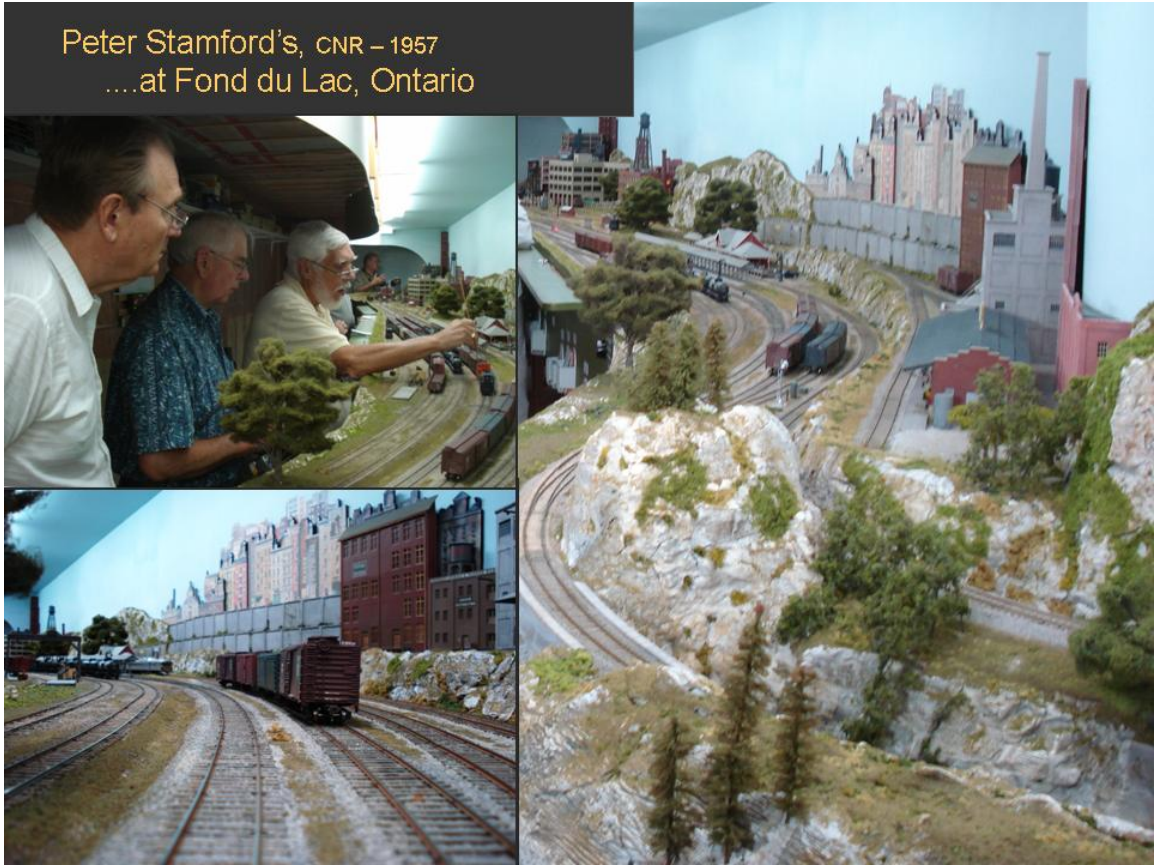 Peter Stamford's, CNR – 1957
....at Fond du Lac, Ontario